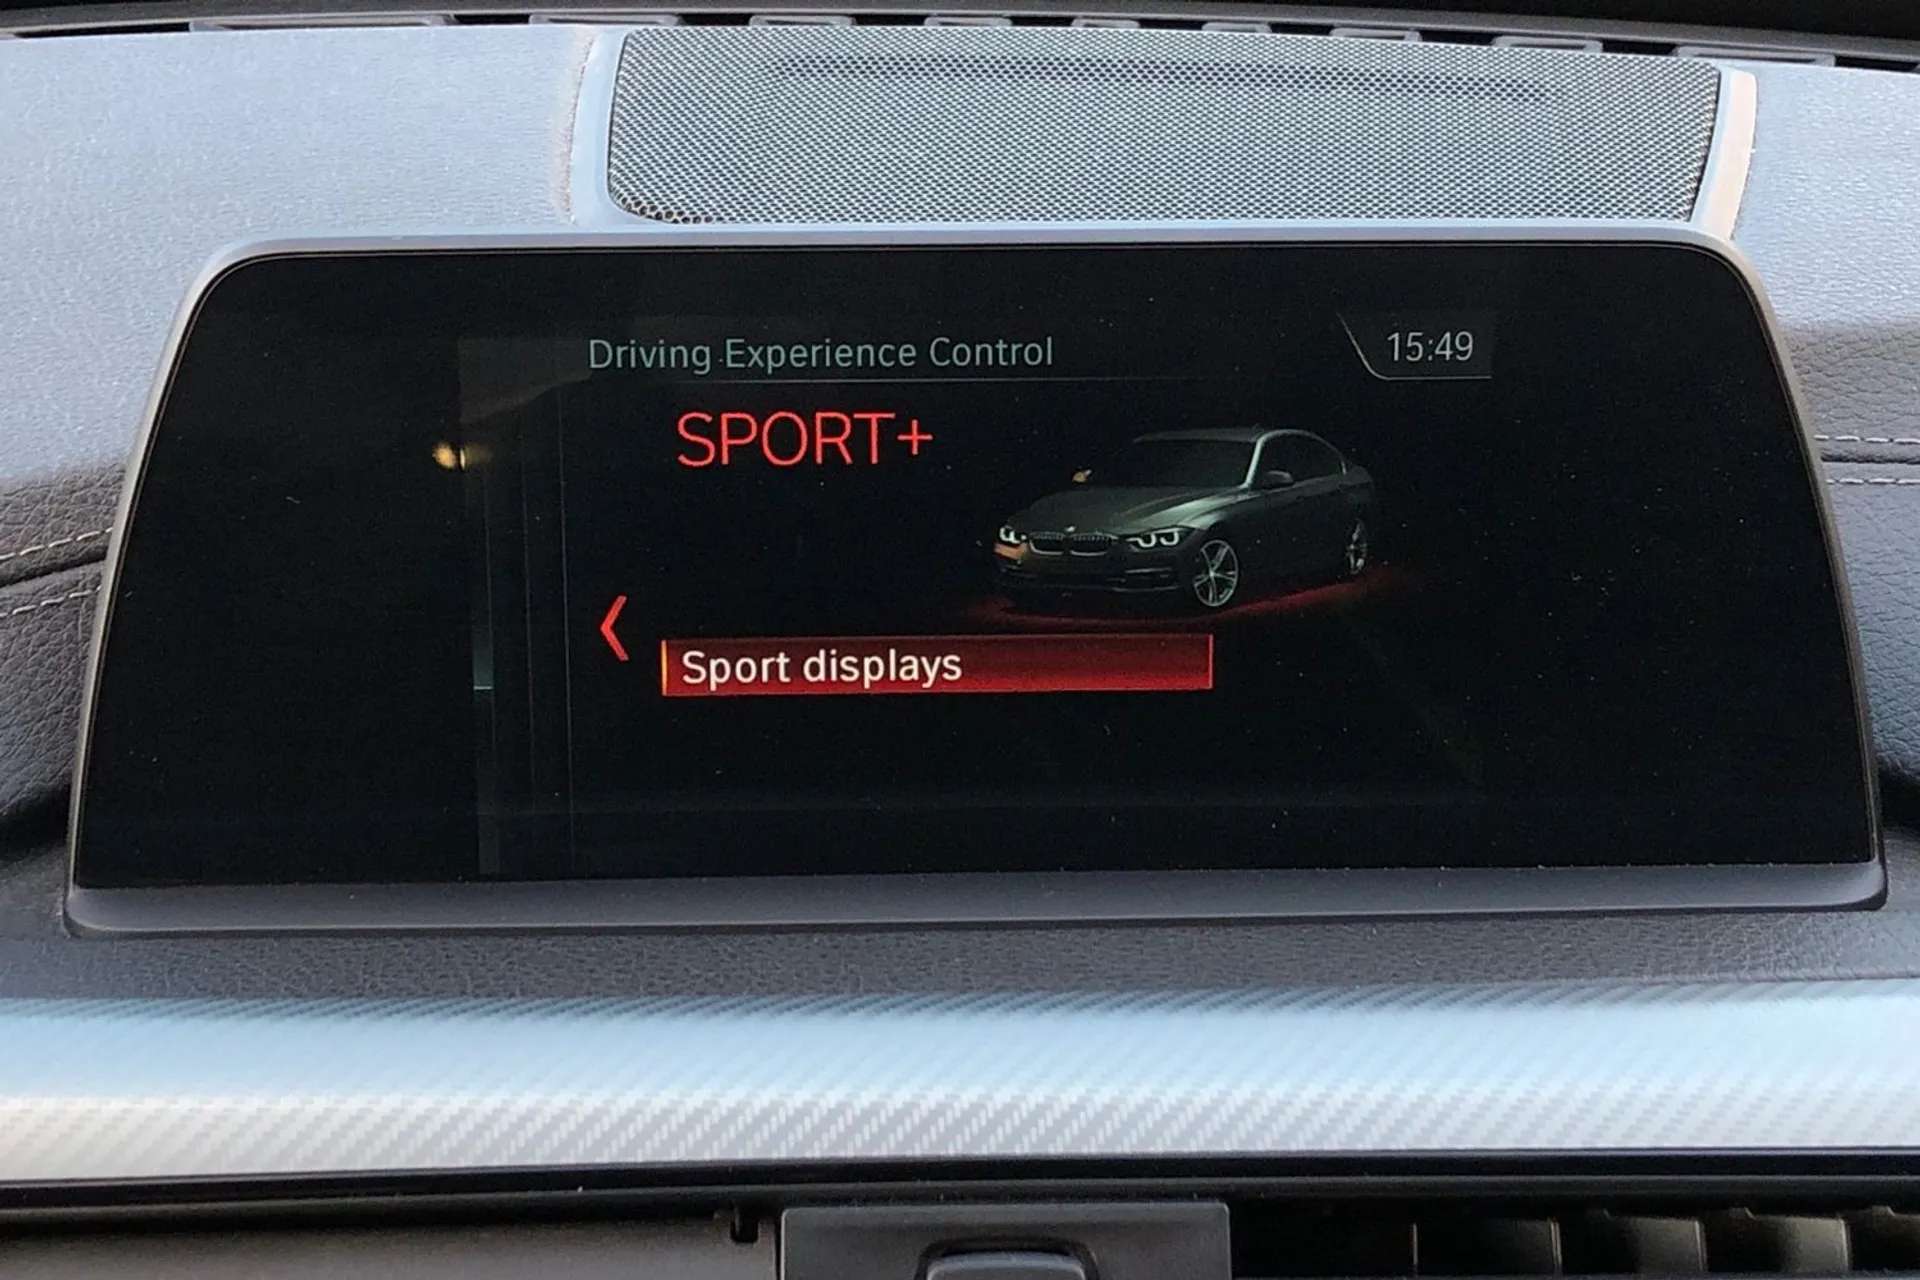 Driving Experience Control
15:49
SPORT+
Sport displays